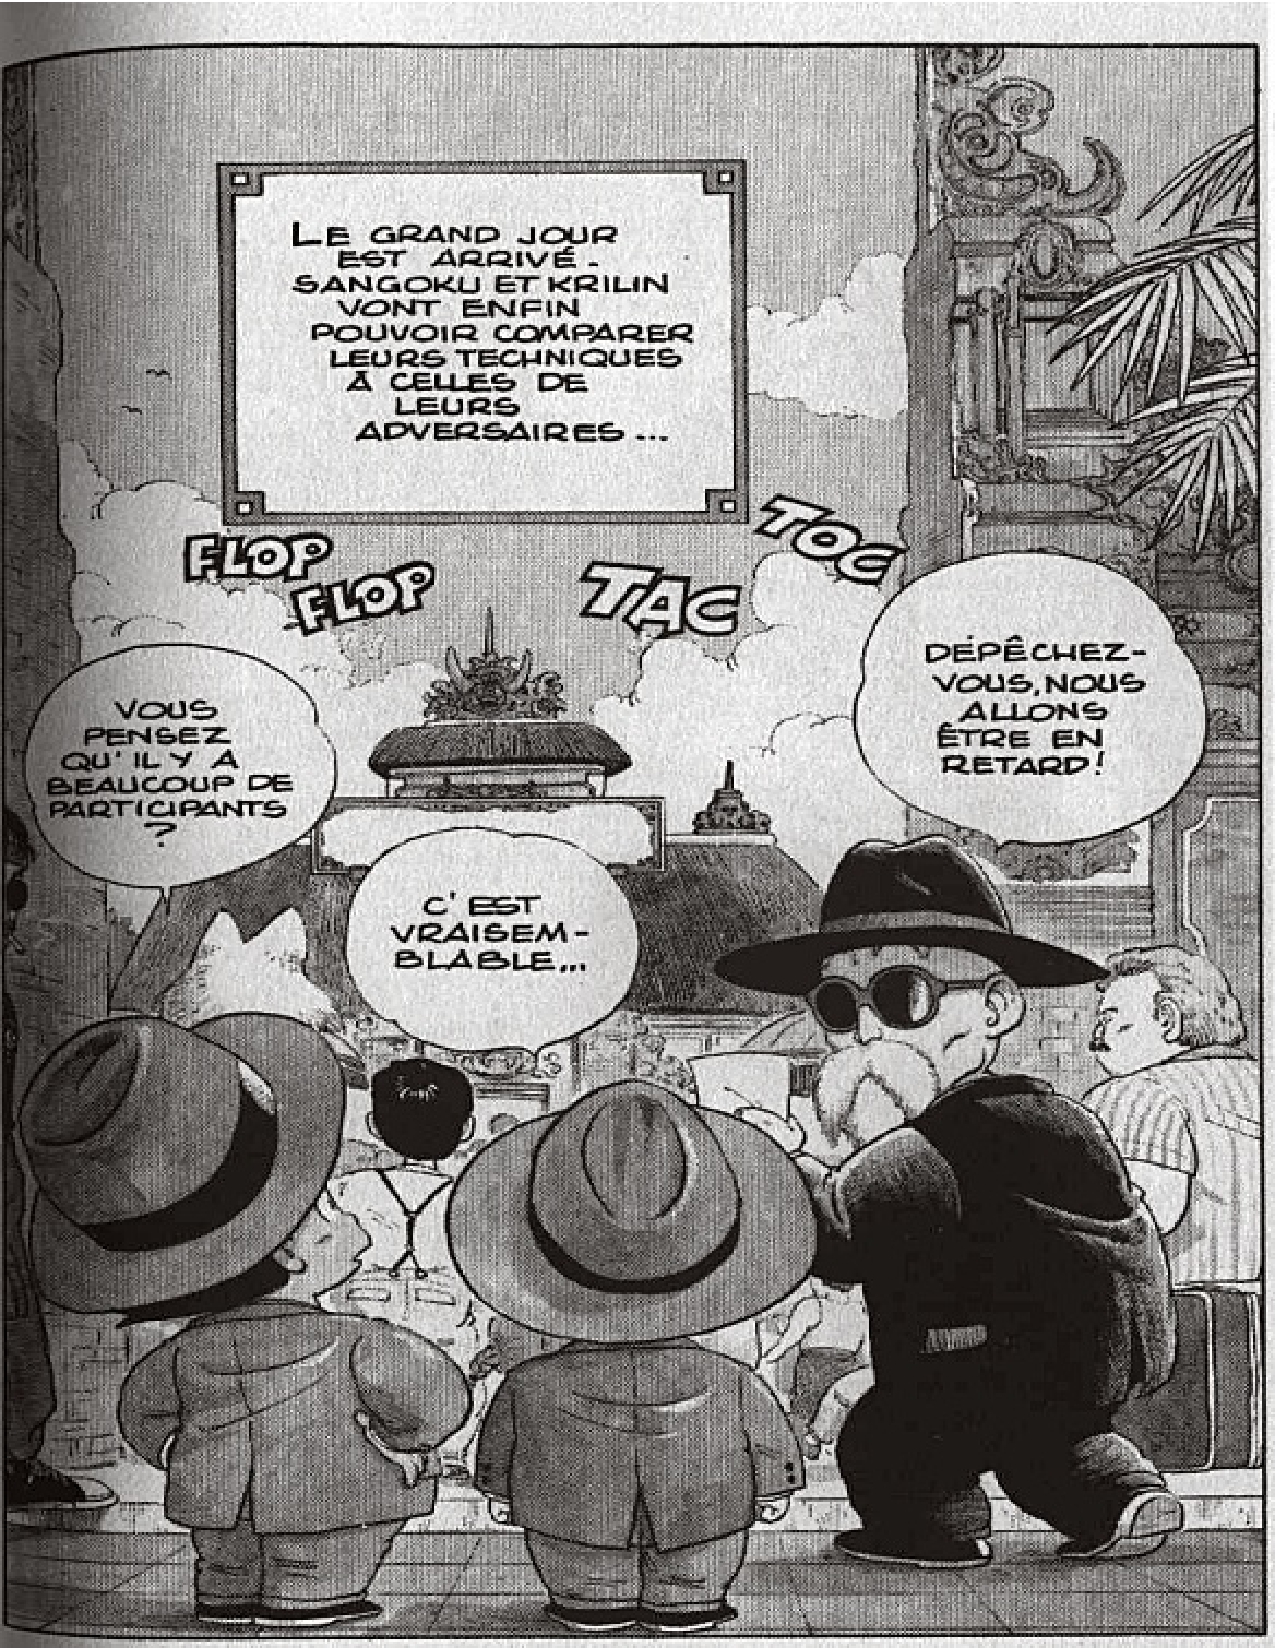 LE GRAND JOUR
EST ARRIVÉ.
SANGOKU ET KRILIN
VONT ENFIN
POUVOIR COMPARER
LEURS TECHNIQUES
À CELLES DE
LEURS
ADVERSAIRES...
FLOP
FLOP
TAC
TOC
VOUS
PENSEZ
QU'IL Y A
BEAUCOUP DE
PARTICIPANTS
?
C'EST
VRAISEM-
BLABLE...
DÉPÊCHEZ-
VOUS, NOUS
ALLONS
ÊTRE EN
RETARD!